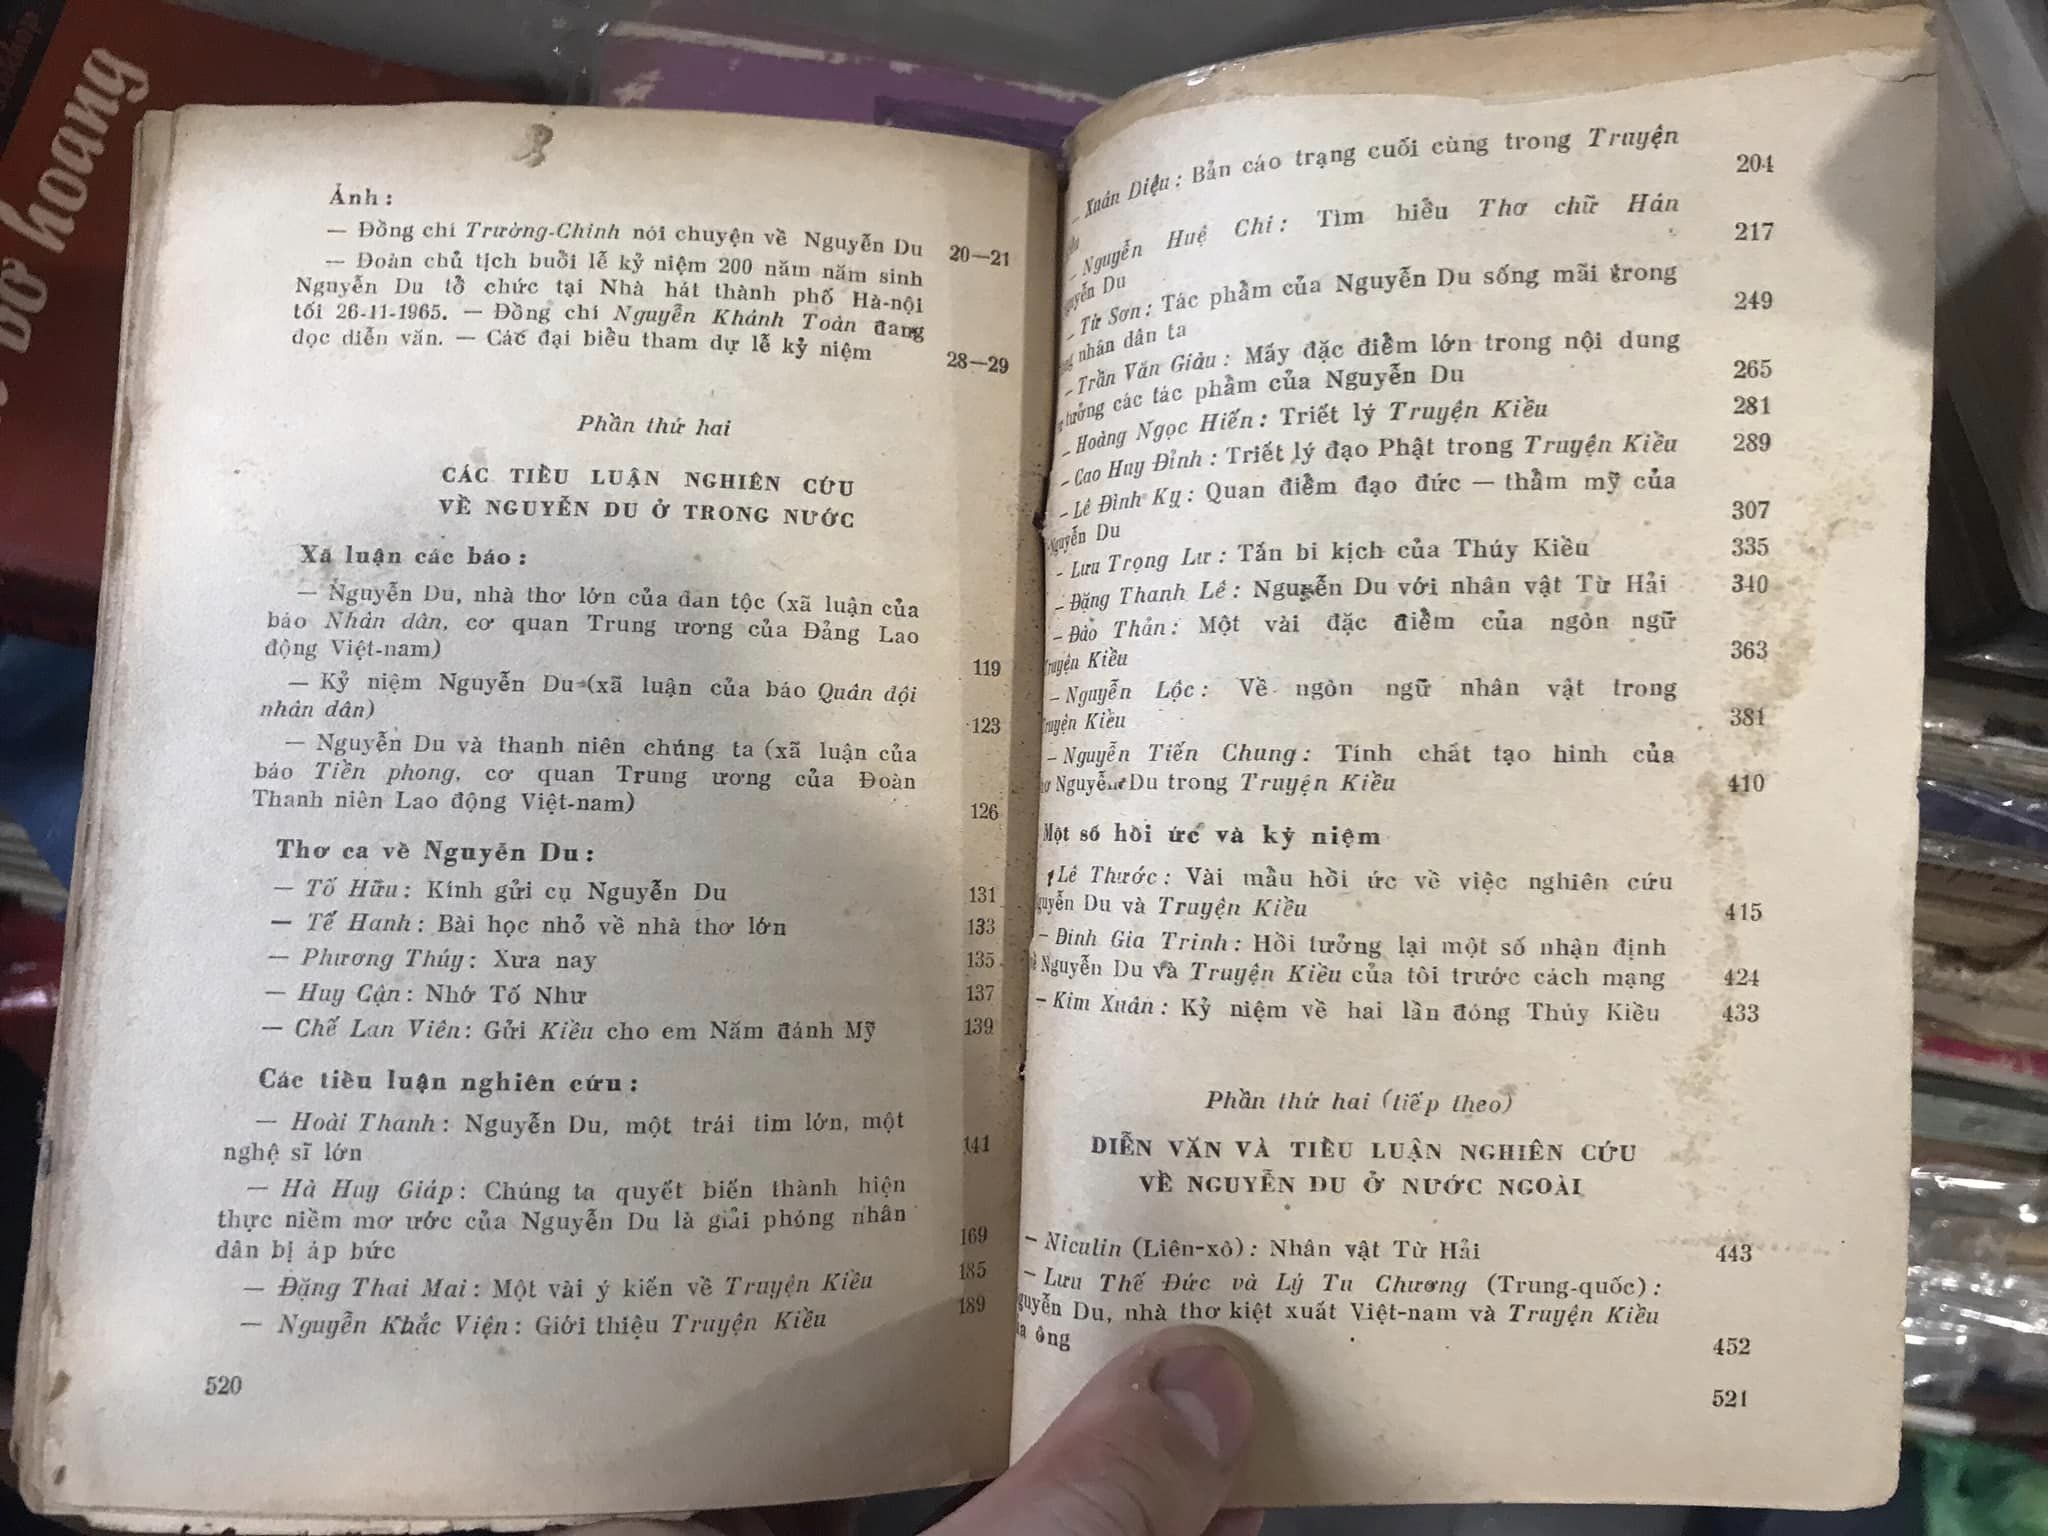 hoang
Ảnh :
— Đồng chí Trường-Chinh nói chuyện về Nguyễn Du 20—21
— Đoàn chủ tịch buổi lễ kỷ niệm 200 năm năm sinh
Nguyễn Du tổ chức tại Nhà hát thành phố Hà-nội
tối 26-11-1965. — Đồng chí Nguyễn Khánh Toàn đang
đọc diễn văn. — Các đại biểu tham dự lễ kỷ niệm 28—29
Phần thứ hai
CÁC TIỂU LUẬN NGHIÊN CỨU
VỀ NGUYỄN DU Ở TRONG NƯỚC
Xã luận các báo :
— Nguyễn Du, nhà thơ lớn của dân tộc (xã luận của
báo Nhân dân, cơ quan Trung ương của Đảng Lao
động Việt-nam) 119
— Kỷ niệm Nguyễn Du (xã luận của báo Quân đội
nhân dân) 123
— Nguyễn Du và thanh niên chúng ta (xã luận của
báo Tiền phong, cơ quan Trung ương của Đoàn
Thanh niên Lao động Việt-nam) 126
Thơ ca về Nguyễn Du :
— Tố Hữu : Kính gửi cụ Nguyễn Du 131
— Tế Hanh : Bài học nhỏ về nhà thơ lớn 133
— Phương Thúy : Xưa nay 135
— Huy Cận : Nhớ Tố Như 137
— Chế Lan Viên : Gửi Kiều cho em Năm đánh Mỹ 139
Các tiểu luận nghiên cứu :
— Hoài Thanh : Nguyễn Du, một trái tim lớn, một
nghệ sĩ lớn 141
— Hà Huy Giáp : Chúng ta quyết biến thành hiện
thực niềm mơ ước của Nguyễn Du là giải phóng nhân
dân bị áp bức 169
— Đặng Thai Mai : Một vài ý kiến về Truyện Kiều 185
— Nguyễn Khắc Viện : Giới thiệu Truyện Kiều 189
520
— Xuân Diệu : Bản cáo trạng cuối cùng trong Truyện
204
— Nguyễn Huệ Chi : Tìm hiểu Thơ chữ Hán
Du 217
— Từ Sơn : Tác phẩm của Nguyễn Du sống mãi trong
nhân dân ta 249
— Trần Văn Giàu : Mấy đặc điểm lớn trong nội dung
tưởng các tác phẩm của Nguyễn Du 265
— Hoàng Ngọc Hiến : Triết lý Truyện Kiều 281
— Cao Huy Đỉnh : Triết lý đạo Phật trong Truyện Kiều 289
— Lê Đình Kỵ : Quan điểm đạo đức — thẩm mỹ của
Nguyễn Du 307
— Lưu Trọng Lư : Tấn bi kịch của Thúy Kiều 335
— Đặng Thanh Lê : Nguyễn Du với nhân vật Từ Hải 340
— Đào Thản : Một vài đặc điểm của ngôn ngữ
Truyện Kiều 363
— Nguyễn Lộc : Về ngôn ngữ nhân vật trong
Truyện Kiều 381
— Nguyễn Tiến Chung : Tính chất tạo hình của
Nguyễn Du trong Truyện Kiều 410
Một số hồi ức và kỷ niệm
Lê Thước : Vài mẩu hồi ức về việc nghiên cứu
Du và Truyện Kiều 415
— Đinh Gia Trinh : Hồi tưởng lại một số nhận định
Nguyễn Du và Truyện Kiều của tôi trước cách mạng 424
— Kim Xuân : Kỷ niệm về hai lần đóng Thúy Kiều 433
Phần thứ hai (tiếp theo)
DIỄN VĂN VÀ TIỂU LUẬN NGHIÊN CỨU
VỀ NGUYỄN DU Ở NƯỚC NGOÀI
— Niculin (Liên-xô) : Nhân vật Từ Hải 443
— Lưu Thế Đức và Lý Tu Chương (Trung-quốc) :
Du, nhà thơ kiệt xuất Việt-nam và Truyện Kiều
ông 452
521